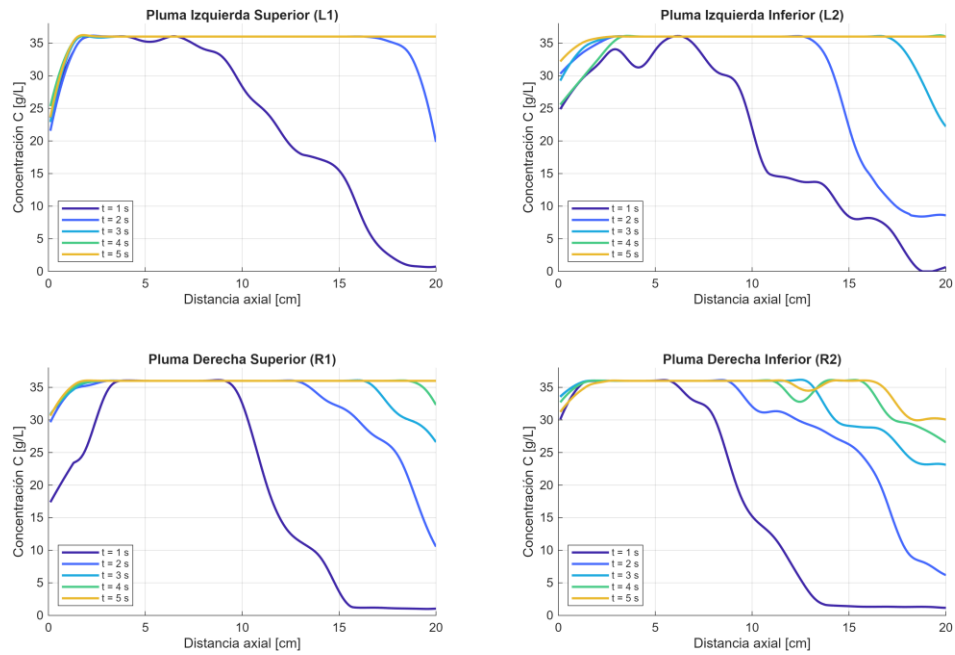 Pluma Izquierda Superior (L1)
Concentración C [g/L]
35
30
25
20
15
10
5
0
t = 1 s
t = 2 s
t = 3 s
t = 4 s
t = 5 s
0 5 10 15 20
Distancia axial [cm]
Pluma Izquierda Inferior (L2)
Concentración C [g/L]
35
30
25
20
15
10
5
0
t = 1 s
t = 2 s
t = 3 s
t = 4 s
t = 5 s
0 5 10 15 20
Distancia axial [cm]
Pluma Derecha Superior (R1)
Concentración C [g/L]
35
30
25
20
15
10
5
0
t = 1 s
t = 2 s
t = 3 s
t = 4 s
t = 5 s
0 5 10 15 20
Distancia axial [cm]
Pluma Derecha Inferior (R2)
Concentración C [g/L]
35
30
25
20
15
10
5
0
t = 1 s
t = 2 s
t = 3 s
t = 4 s
t = 5 s
0 5 10 15 20
Distancia axial [cm]